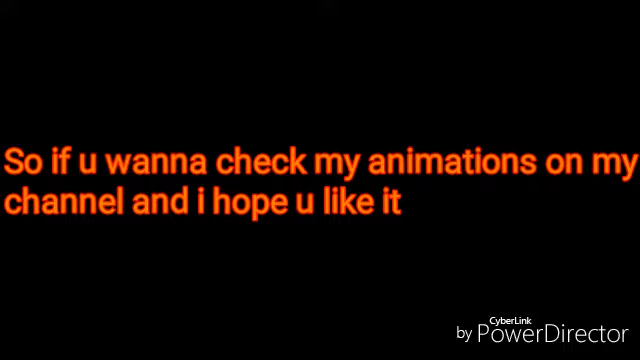 So if u wanna check my animations on my
channel and i hope u like it
CyberLink
by PowerDirector